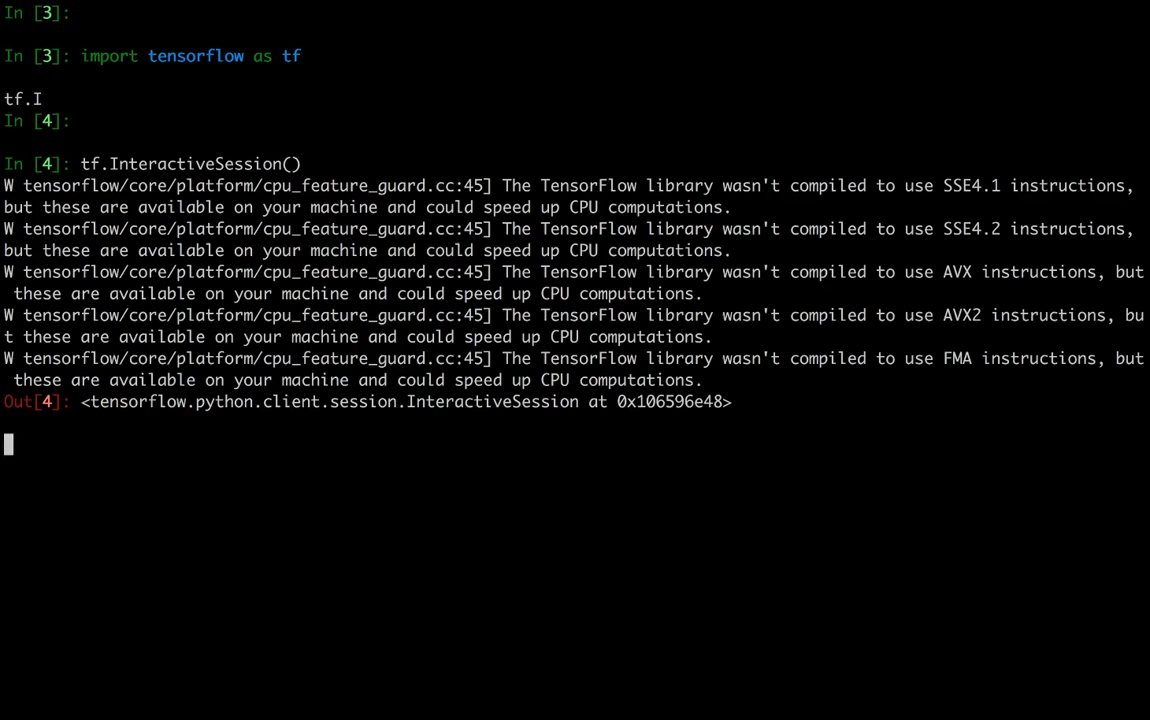 In [3]:
In [3]: import tensorflow as tf
tf.I
In [4]:
In [4]: tf.InteractiveSession()
W tensorflow/core/platform/cpu_feature_guard.cc:45] The TensorFlow library wasn't compiled to use SSE4.1 instructions,
but these are available on your machine and could speed up CPU computations.
W tensorflow/core/platform/cpu_feature_guard.cc:45] The TensorFlow library wasn't compiled to use SSE4.2 instructions,
but these are available on your machine and could speed up CPU computations.
W tensorflow/core/platform/cpu_feature_guard.cc:45] The TensorFlow library wasn't compiled to use AVX instructions, but
 these are available on your machine and could speed up CPU computations.
W tensorflow/core/platform/cpu_feature_guard.cc:45] The TensorFlow library wasn't compiled to use AVX2 instructions, bu
t these are available on your machine and could speed up CPU computations.
W tensorflow/core/platform/cpu_feature_guard.cc:45] The TensorFlow library wasn't compiled to use FMA instructions, but
 these are available on your machine and could speed up CPU computations.
Out[4]: <tensorflow.python.client.session.InteractiveSession at 0x106596e48>